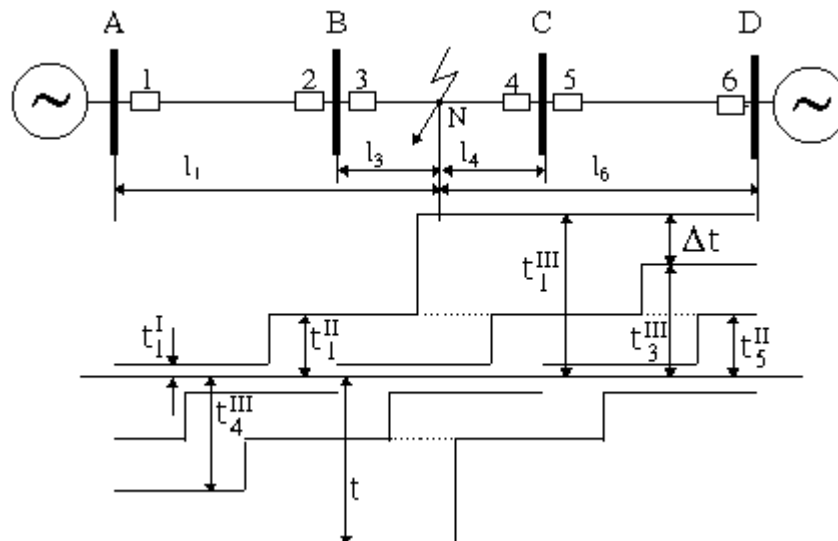 A B C D
1 2 3 4 5 6
~ ~
N
l₁ l₃ l₄ l₆
Δt
t₁ᴵᴵᴵ
t₁ᴵ t₁ᴵᴵ t₃ᴵᴵᴵ t₅ᴵᴵ
t₄ᴵᴵᴵ
t